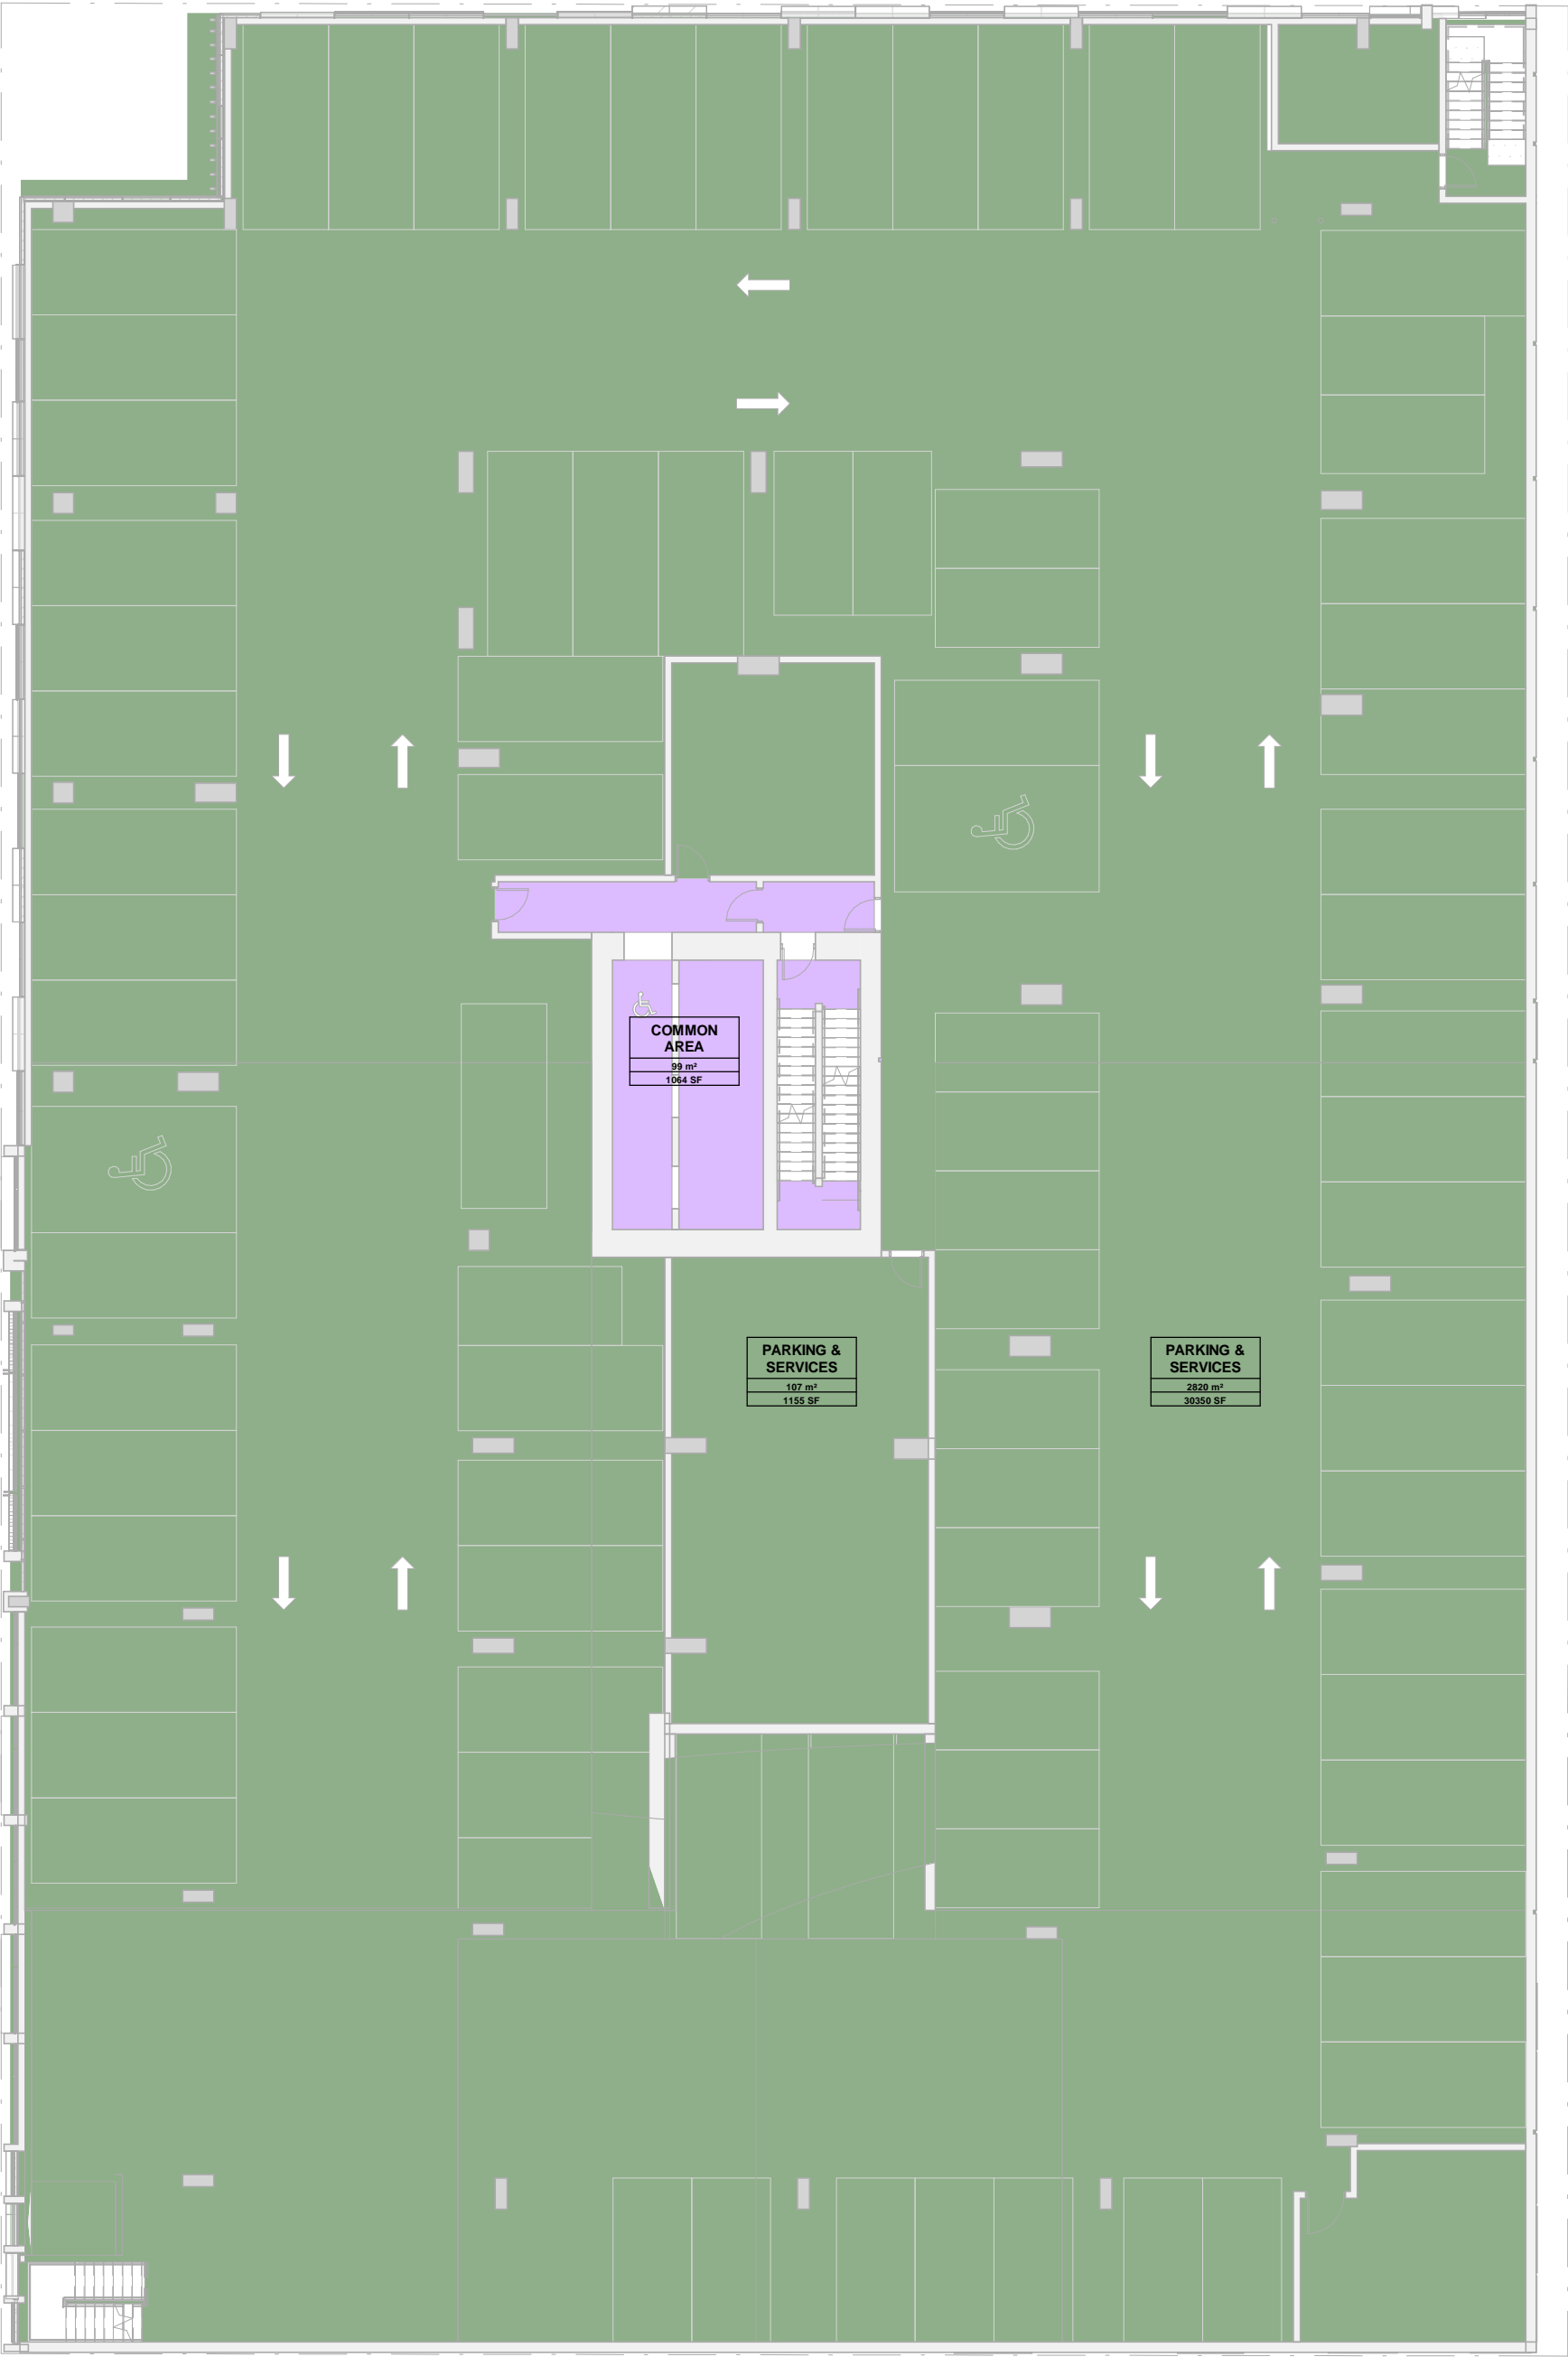 COMMON
AREA
99 m²
1064 SF
PARKING &
SERVICES
107 m²
1155 SF
PARKING &
SERVICES
2820 m²
30350 SF